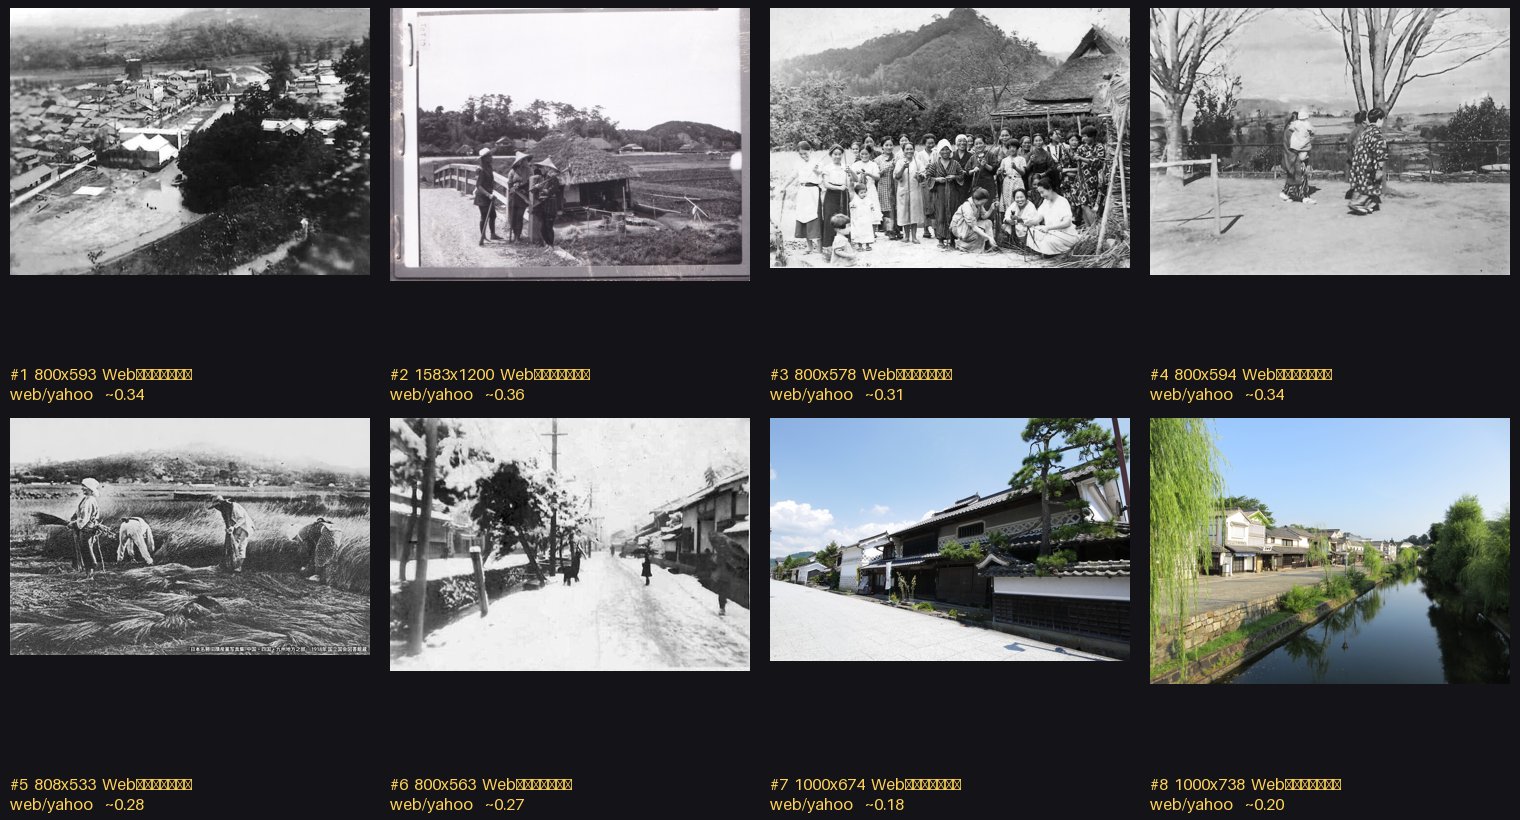 #1 800x593 Web
web/yahoo ~0.34
#2 1583x1200 Web
web/yahoo ~0.36
#3 800x578 Web
web/yahoo ~0.31
#4 800x594 Web
web/yahoo ~0.34
#5 808x533 Web
web/yahoo ~0.28
#6 800x563 Web
web/yahoo ~0.27
#7 1000x674 Web
web/yahoo ~0.18
#8 1000x738 Web
web/yahoo ~0.20